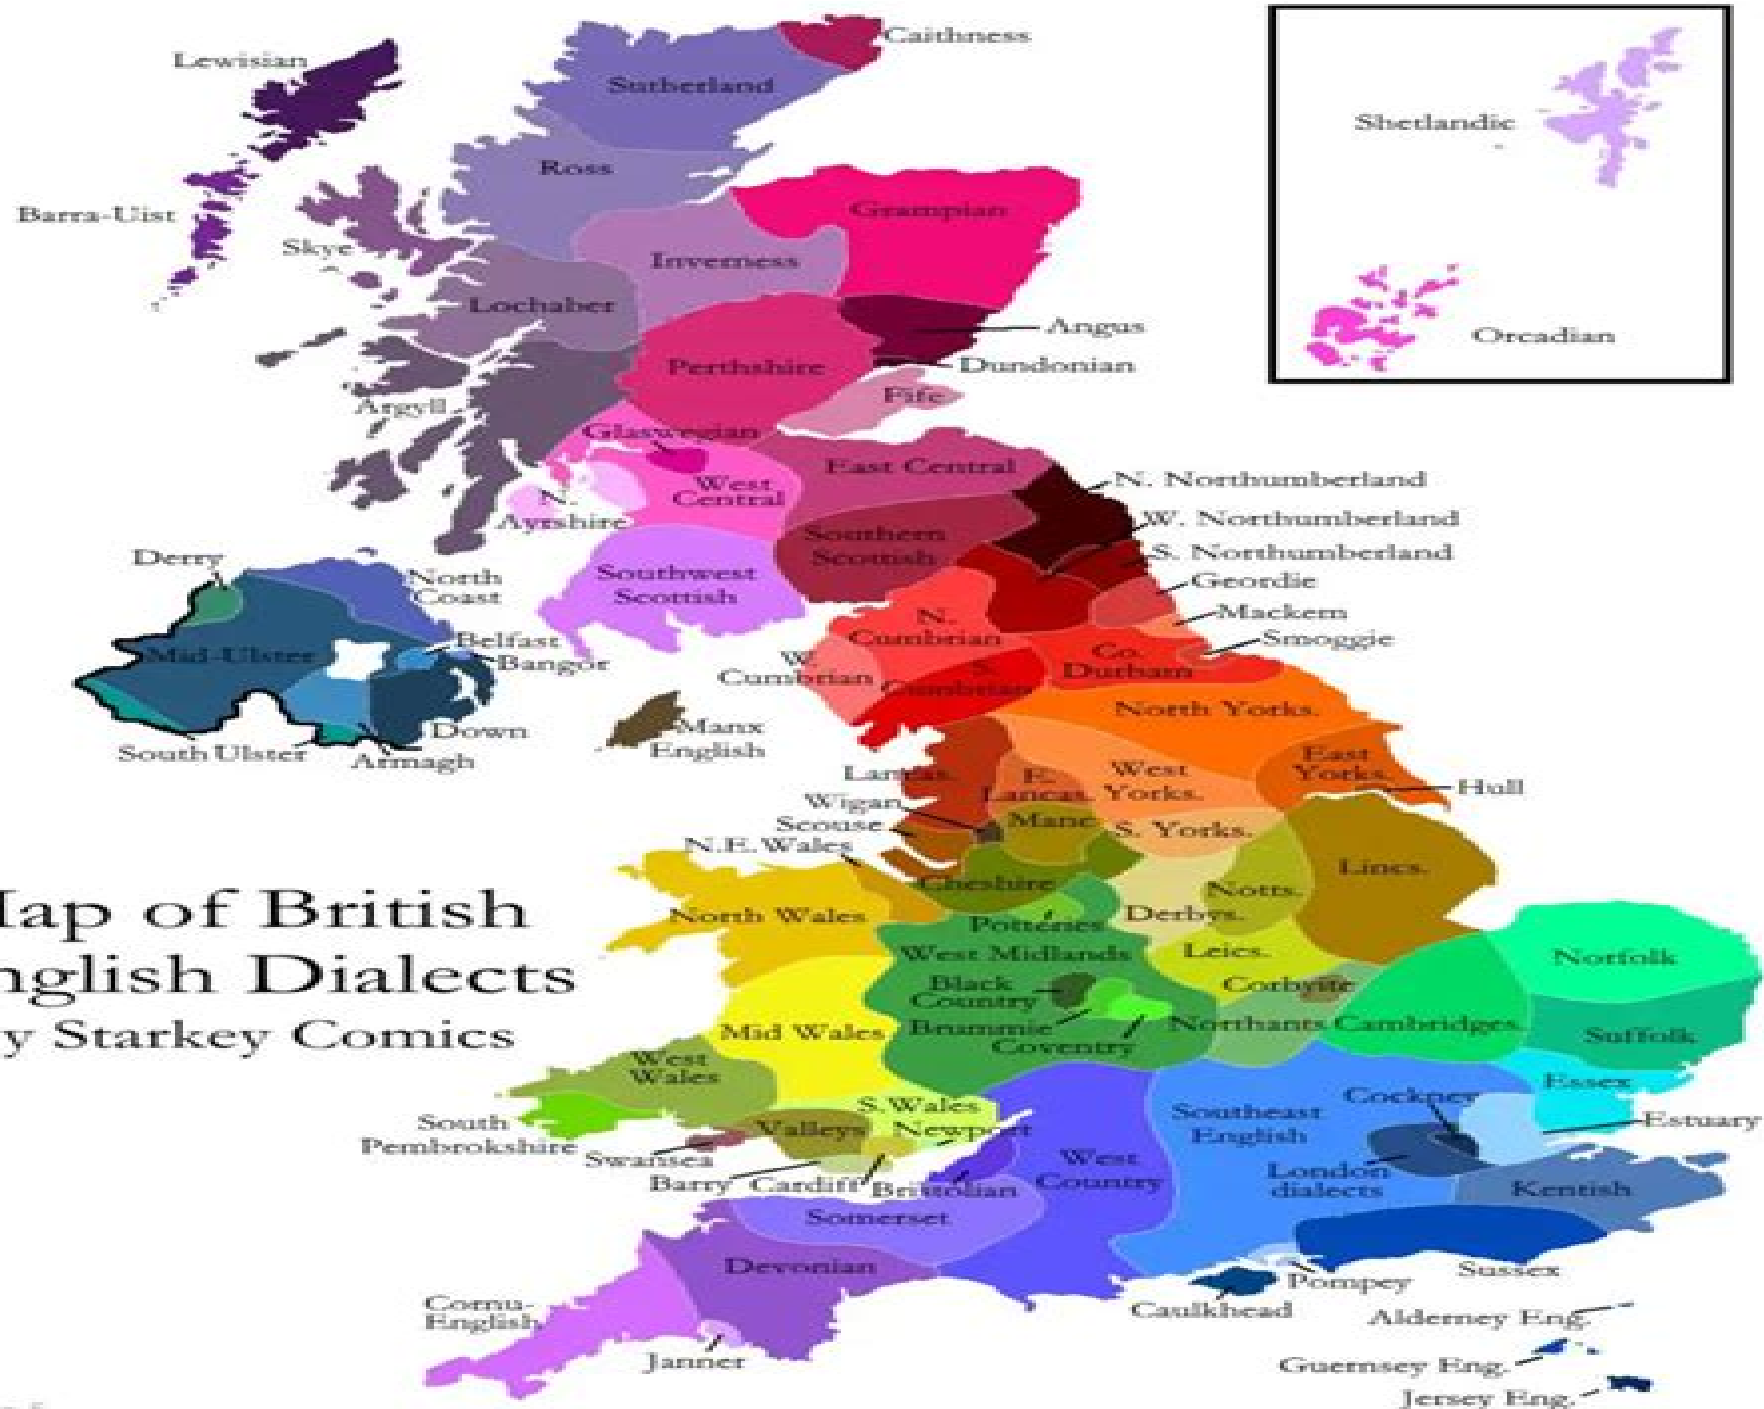 Lewisian
Caithness
Sutherland
Shetlandic
Ross
Barra-Uist
Grampian
Skye
Inverness
Lochaber
Angus
Orcadian
Perthshire
Dundonian
Fife
Argyll
Glaswegian
East Central
West
Central
N. Northumberland
N.
Ayrshire
W. Northumberland
Southern
Scottish
S. Northumberland
Derry
North
Coast
Southwest
Scottish
Geordie
Mackem
N.
Cumbrian
Smoggie
Belfast
Bangor
Mid-Ulster
Co.
Durham
W.
Cumbrian
S.
Cumbrian
North Yorks.
Manx
English
Down
South Ulster
Armagh
East
Yorks.
Lancas.
E.
Lancas.
West
Yorks.
Hull
Wigan
Scouse
Manc
S. Yorks.
N.E. Wales
Lincs.
Cheshire
Notts.
North Wales
Potteries
Derbys.
Map of British
English Dialects
by Starkey Comics
West Midlands
Leics.
Norfolk
Black
Country
Corbyite
Mid Wales
Brummie
Coventry
Northants
Cambridges.
Suffolk
West
Wales
Essex
S. Wales
Cockney
South
Pembrokshire
Valleys
Newport
Southeast
English
Estuary
Swansea
West
Country
London
dialects
Barry
Cardiff
Bristolian
Kentish
Somerset
Devonian
Sussex
Pompey
Caulkhead
Cornu-
English
Alderney Eng.
Janner
Guernsey Eng.
Jersey Eng.